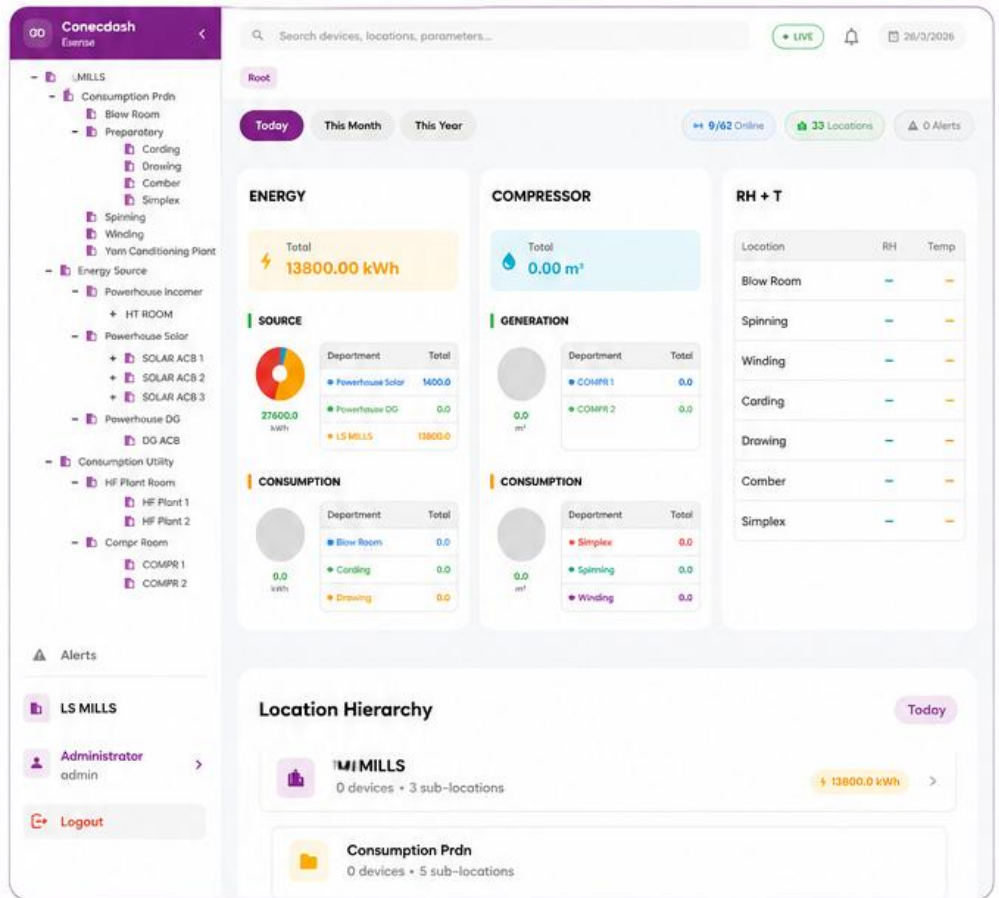 GD
Conecdash
Esense
MILLS
Consumption Prdn
Blow Room
Preparatory
Carding
Drawing
Comber
Simplex
Spinning
Winding
Yarn Conditioning Plant
Energy Source
Powerhouse Incomer
HT ROOM
Powerhouse Solar
SOLAR ACB 1
SOLAR ACB 2
SOLAR ACB 3
Powerhouse DG
DG ACB
Consumption Utility
HF Plant Room
HF Plant 1
HF Plant 2
Compr Room
COMPR 1
COMPR 2
Alerts
LS MILLS
Administrator
admin
Logout
Search devices, locations, parameters...
LIVE
28/3/2026
Root
Today This Month This Year
9/62 Online 33 Locations 0 Alerts
ENERGY
Total
13800.00 kWh
SOURCE
27600.0
kWh
Department Total
Powerhouse Solar 1400.0
Powerhouse DG 0.0
LS MILLS 13800.0
CONSUMPTION
0.0
kWh
Department Total
Blow Room 0.0
Carding 0.0
Drawing 0.0
COMPRESSOR
Total
0.00 m³
GENERATION
0.0
m³
Department Total
COMPR 1 0.0
COMPR 2 0.0
CONSUMPTION
0.0
m³
Department Total
Simplex 0.0
Spinning 0.0
Winding 0.0
RH + T
Location RH Temp
Blow Room – –
Spinning – –
Winding – –
Carding – –
Drawing – –
Comber – –
Simplex – –
Location Hierarchy
Today
MILLS
0 devices • 3 sub-locations
13800.0 kWh
Consumption Prdn
0 devices • 5 sub-locations